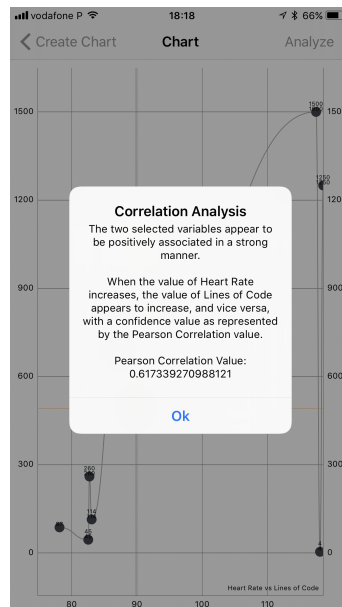 vodafone P 18:18 66%
Create Chart Chart Analyze
1500 1500
1250
1200 120
Correlation Analysis
The two selected variables appear to
be positively associated in a strong
manner.
When the value of Heart Rate
increases, the value of Lines of Code
appears to increase, and vice versa,
with a confidence value as represented
by the Pearson Correlation value.
Pearson Correlation Value:
0.617339270988121
Ok
900 900
600 600
300 300
260
114
45
4
0 0
Heart Rate vs Lines of Code
80 90 100 110